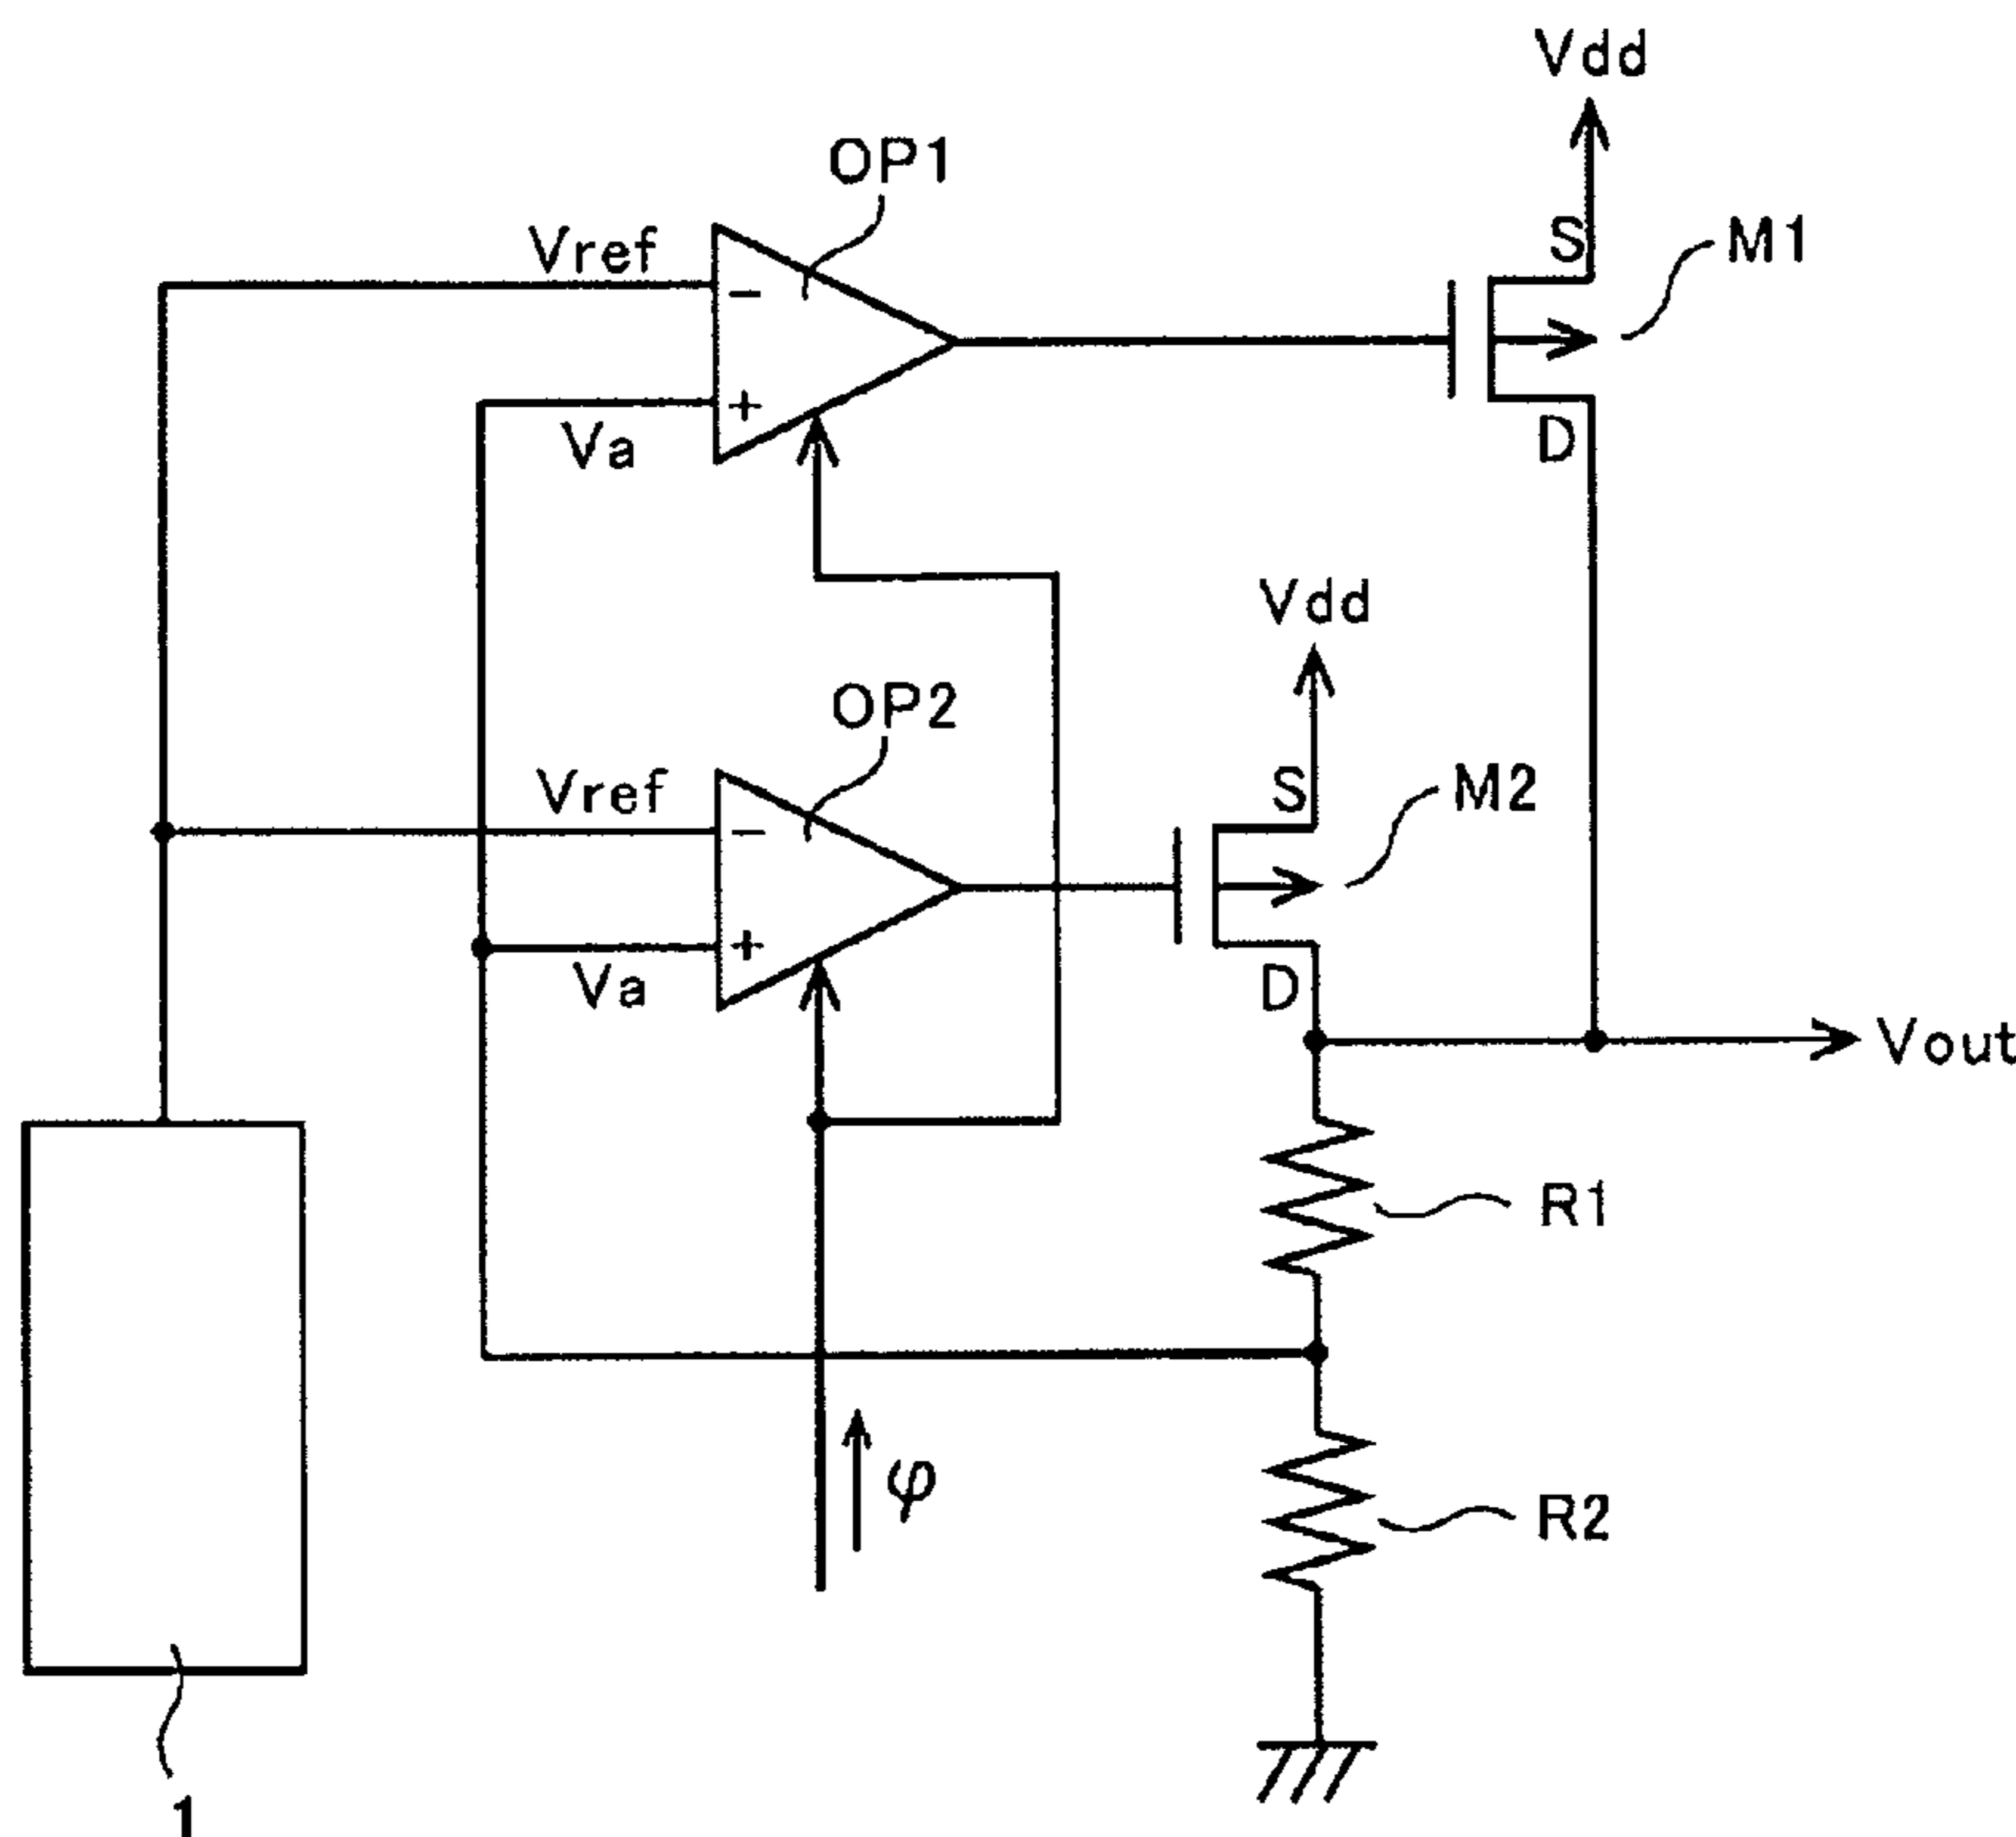 Vdd
OP1
Vref
S
M1
−
+
Va
D
Vdd
OP2
Vref
S
M2
−
+
Va
D
Vout
R1
φ
R2
1